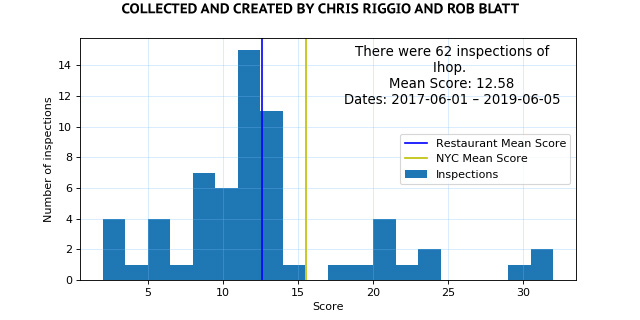 COLLECTED AND CREATED BY CHRIS RIGGIO AND ROB BLATT
There were 62 inspections of
Ihop.
Mean Score: 12.58
Dates: 2017-06-01 – 2019-06-05
Restaurant Mean Score
NYC Mean Score
Inspections
Number of inspections
14
12
10
8
6
4
2
0
5 10 15 20 25 30
Score